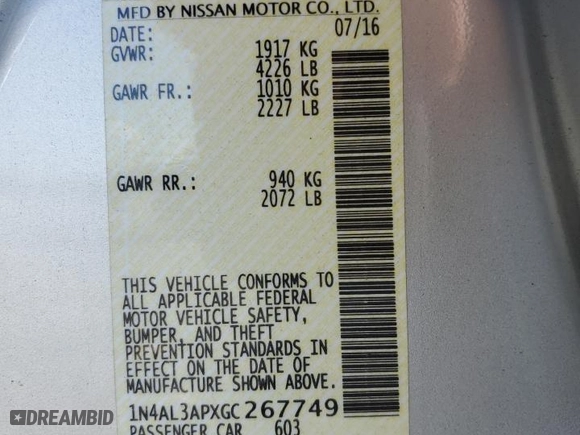 MFD BY NISSAN MOTOR CO., LTD.
DATE: 07/16
GVWR: 1917 KG
4226 LB
GAWR FR.: 1010 KG
2227 LB
GAWR RR.: 940 KG
2072 LB
THIS VEHICLE CONFORMS TO
ALL APPLICABLE FEDERAL
MOTOR VEHICLE SAFETY,
BUMPER, AND THEFT
PREVENTION STANDARDS IN
EFFECT ON THE DATE OF
MANUFACTURE SHOWN ABOVE.
1N4AL3APXGC267749
PASSENGER CAR 603
DREAMBID